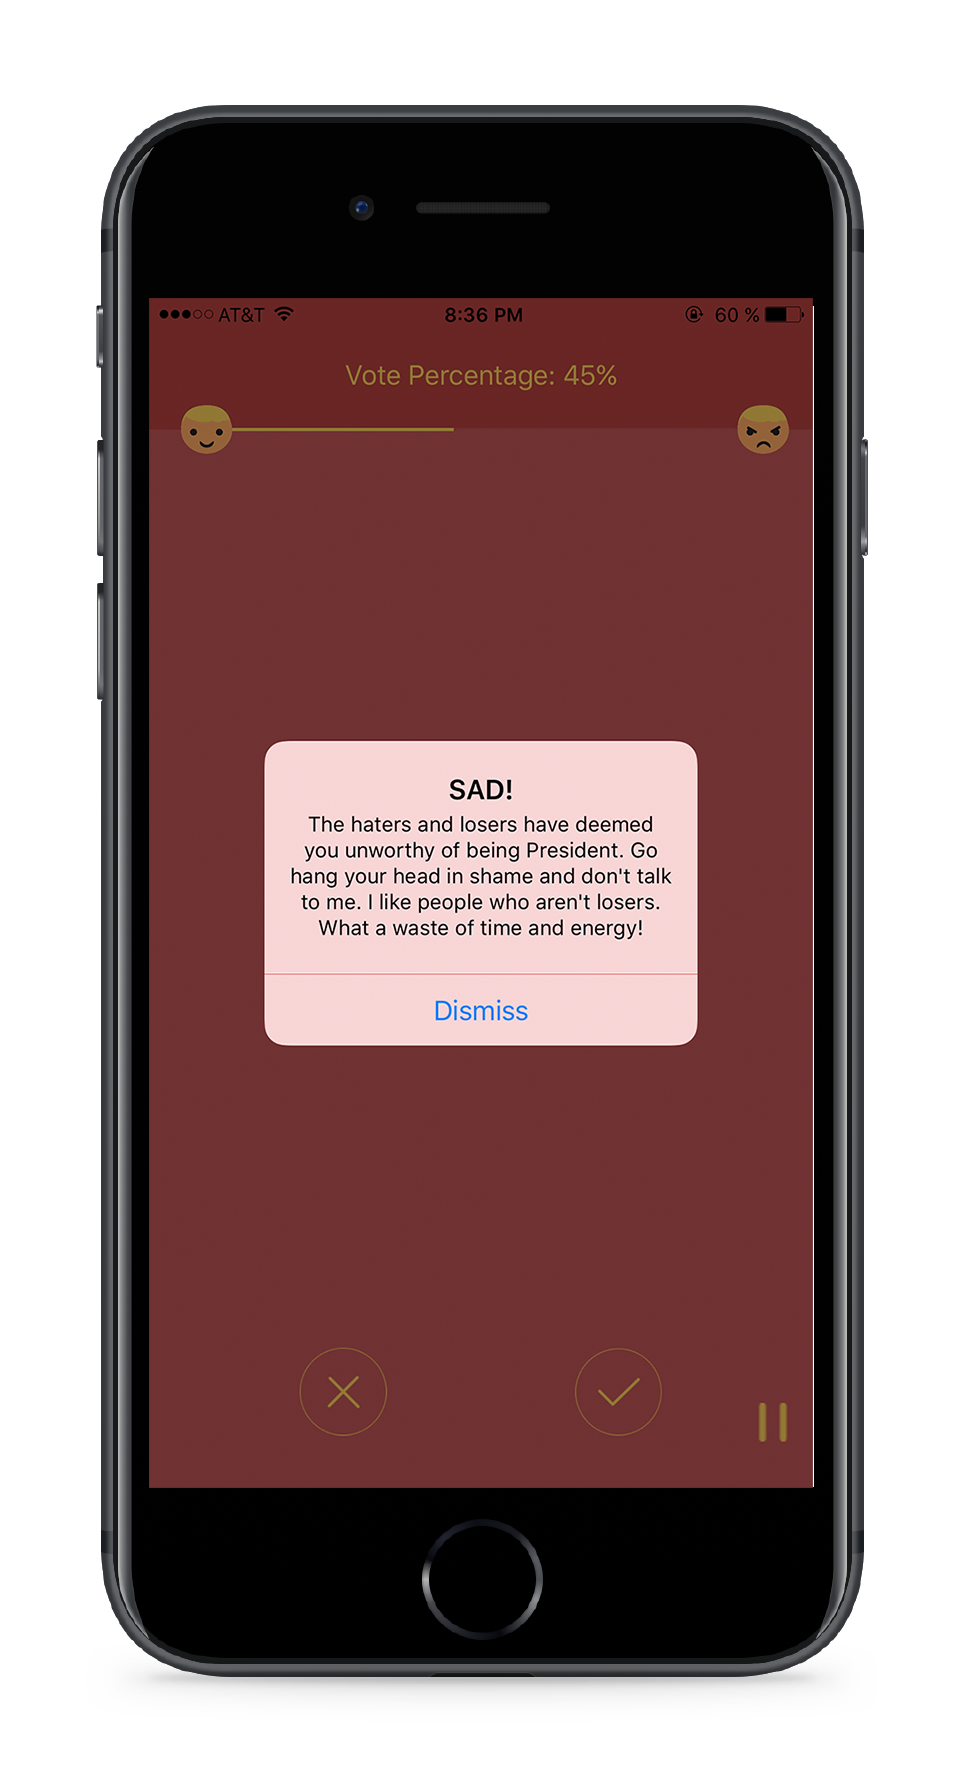 AT&T 8:36 PM 60 %
Vote Percentage: 45%
SAD!
The haters and losers have deemed
you unworthy of being President. Go
hang your head in shame and don't talk
to me. I like people who aren't losers.
What a waste of time and energy!
Dismiss